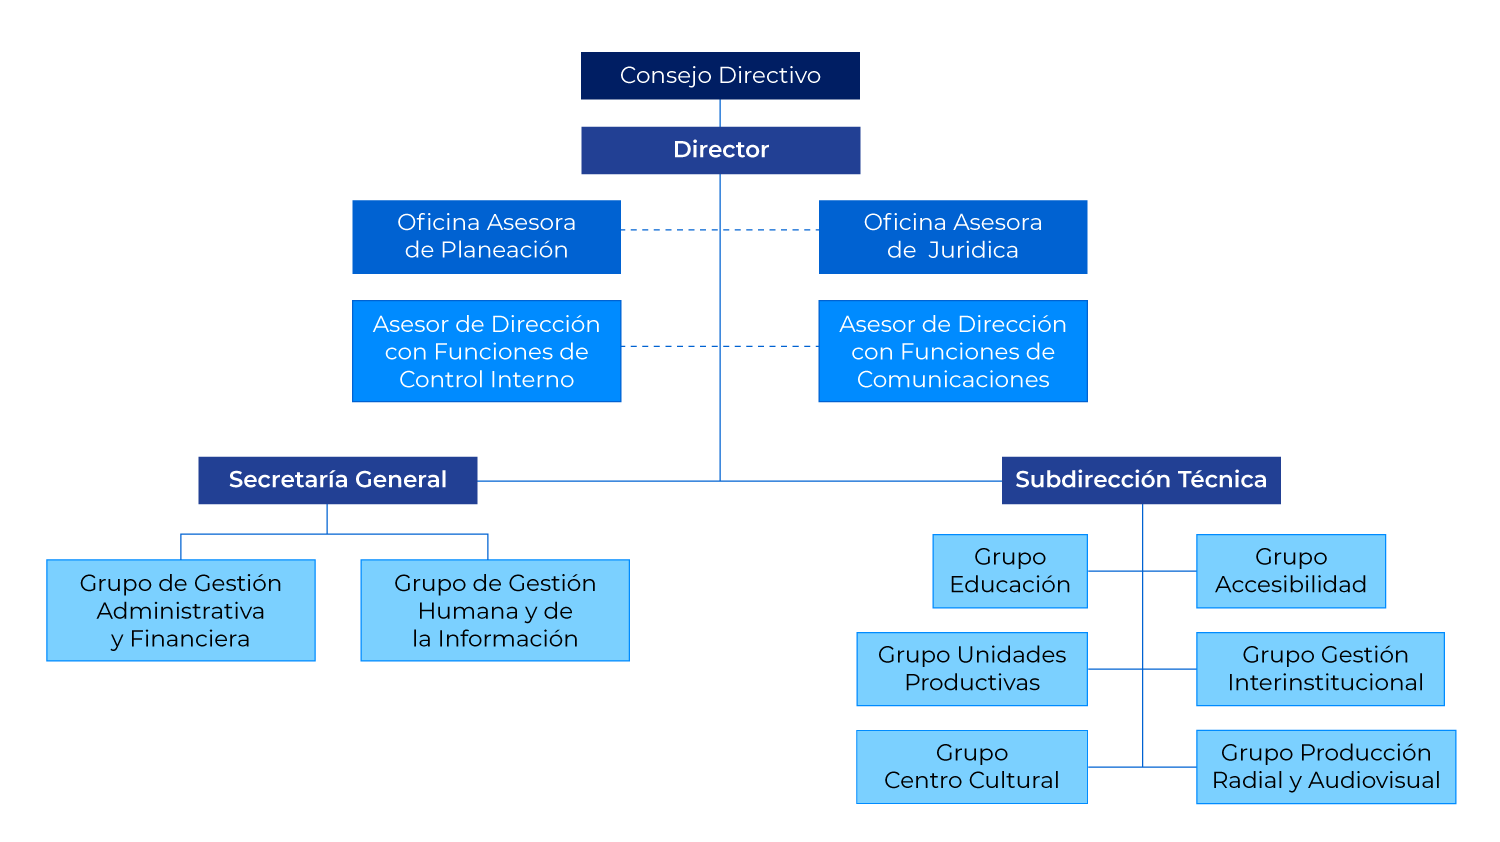 Consejo Directivo
Director
Oficina Asesora
de Planeación
Oficina Asesora
de Juridica
Asesor de Dirección
con Funciones de
Control Interno
Asesor de Dirección
con Funciones de
Comunicaciones
Secretaría General
Grupo de Gestión
Administrativa
y Financiera
Grupo de Gestión
Humana y de
la Información
Subdirección Técnica
Grupo
Educación
Grupo
Accesibilidad
Grupo Unidades
Productivas
Grupo Gestión
Interinstitucional
Grupo
Centro Cultural
Grupo Producción
Radial y Audiovisual